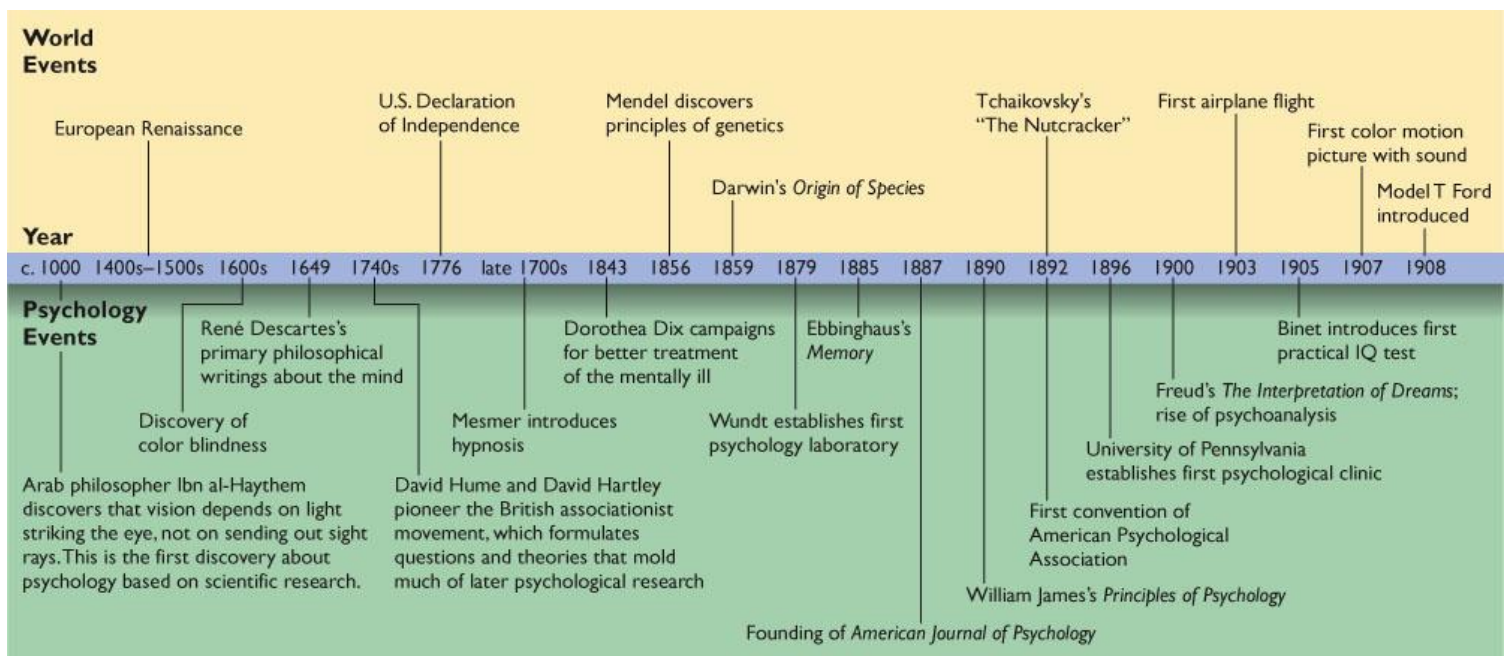 World
Events
European Renaissance
U.S. Declaration
of Independence
Mendel discovers
principles of genetics
Darwin's Origin of Species
Tchaikovsky's
“The Nutcracker”
First airplane flight
First color motion
picture with sound
Model T Ford
introduced
Year
c. 1000 1400s–1500s 1600s 1649 1740s 1776 late 1700s 1843 1856 1859 1879 1885 1887 1890 1892 1896 1900 1903 1905 1907 1908
Psychology
Events
Arab philosopher Ibn al-Haythem
discovers that vision depends on light
striking the eye, not on sending out sight
rays. This is the first discovery about
psychology based on scientific research.
Discovery of
color blindness
René Descartes's
primary philosophical
writings about the mind
David Hume and David Hartley
pioneer the British associationist
movement, which formulates
questions and theories that mold
much of later psychological research
Mesmer introduces
hypnosis
Dorothea Dix campaigns
for better treatment
of the mentally ill
Wundt establishes first
psychology laboratory
Ebbinghaus's
Memory
Founding of American Journal of Psychology
William James's Principles of Psychology
First convention of
American Psychological
Association
University of Pennsylvania
establishes first psychological clinic
Freud's The Interpretation of Dreams;
rise of psychoanalysis
Binet introduces first
practical IQ test